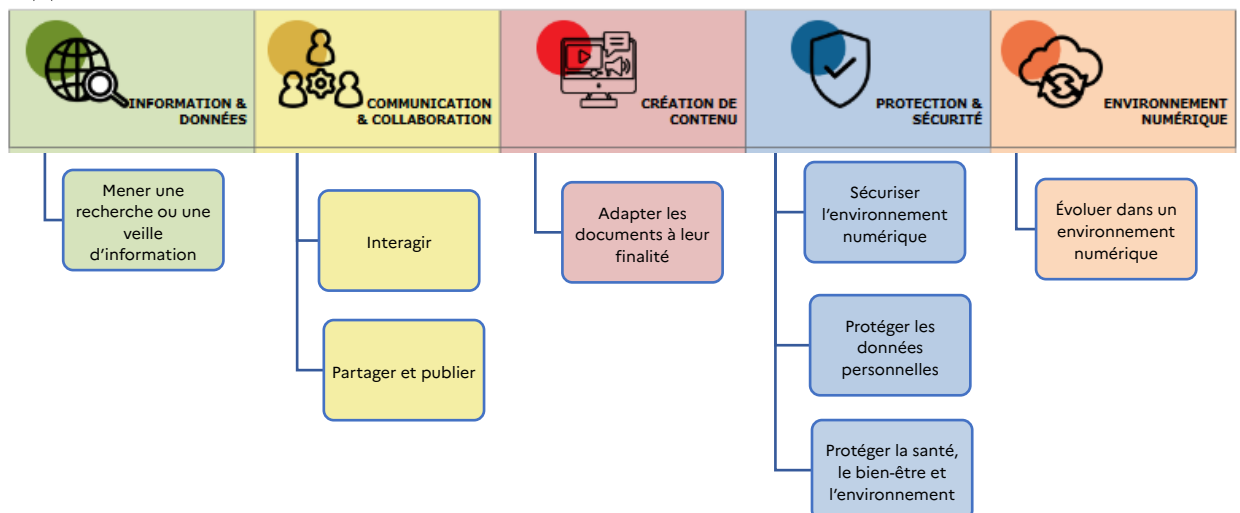 INFORMATION &
DONNÉES
COMMUNICATION
& COLLABORATION
CRÉATION DE
CONTENU
PROTECTION &
SÉCURITÉ
ENVIRONNEMENT
NUMÉRIQUE
Mener une
recherche ou une
veille
d'information
Interagir
Partager et publier
Adapter les
documents à leur
finalité
Sécuriser
l'environnement
numérique
Protéger les
données
personnelles
Protéger la santé,
le bien-être et
l'environnement
Évoluer dans un
environnement
numérique